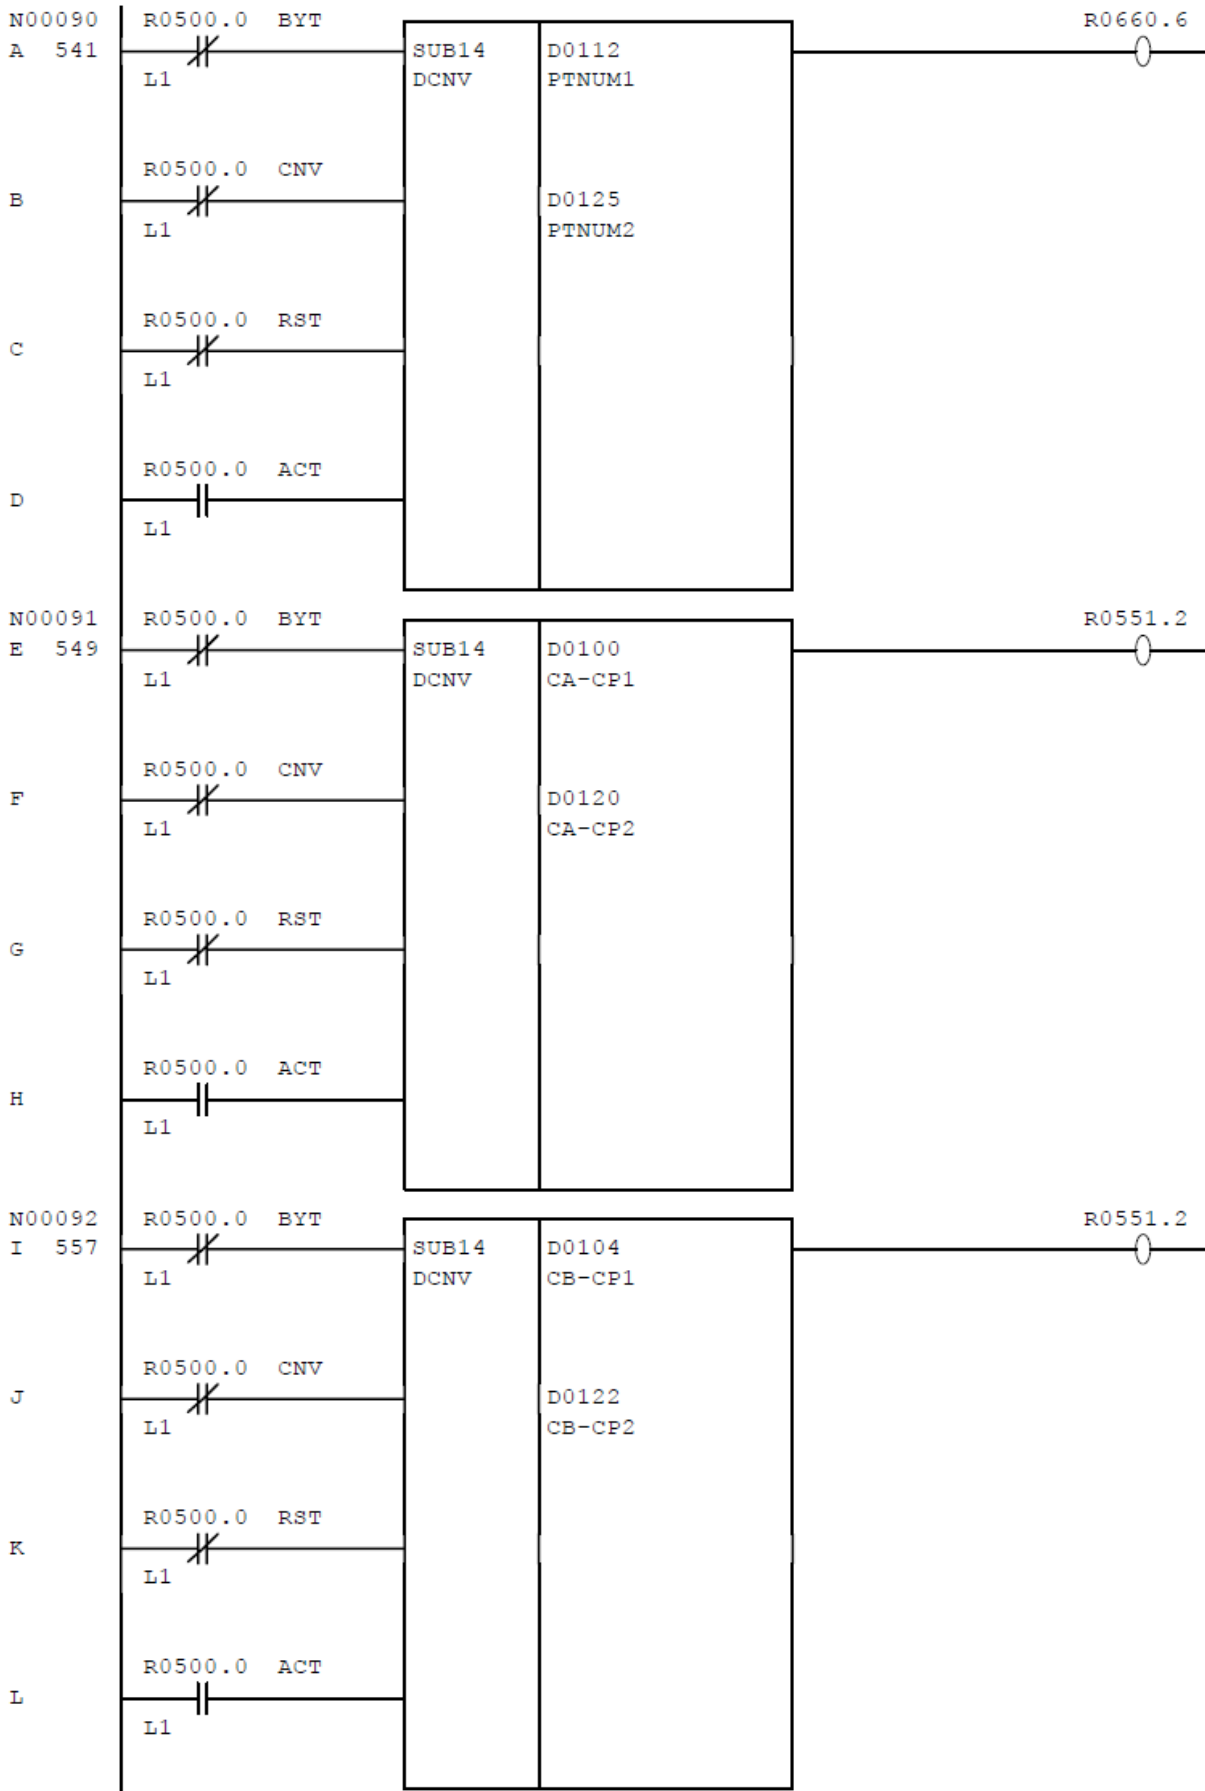 N00090 R0500.0 BYT R0660.6
A 541 SUB14 D0112
L1 DCNV PTNUM1
R0500.0 CNV
B D0125
L1 PTNUM2
R0500.0 RST
C
L1
R0500.0 ACT
D
L1
N00091 R0500.0 BYT R0551.2
E 549 SUB14 D0100
L1 DCNV CA-CP1
R0500.0 CNV
F D0120
L1 CA-CP2
R0500.0 RST
G
L1
R0500.0 ACT
H
L1
N00092 R0500.0 BYT R0551.2
I 557 SUB14 D0104
L1 DCNV CB-CP1
R0500.0 CNV
J D0122
L1 CB-CP2
R0500.0 RST
K
L1
R0500.0 ACT
L
L1